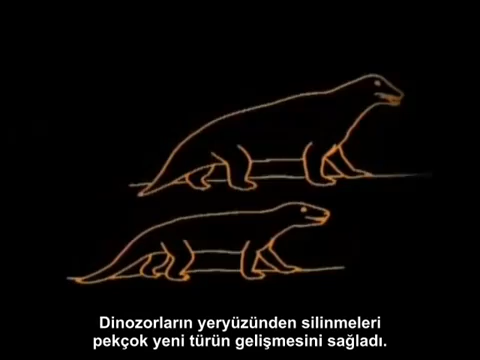 Dinozorların yeryüzünden silinmeleri
pekçok yeni türün gelişmesini sağladı.